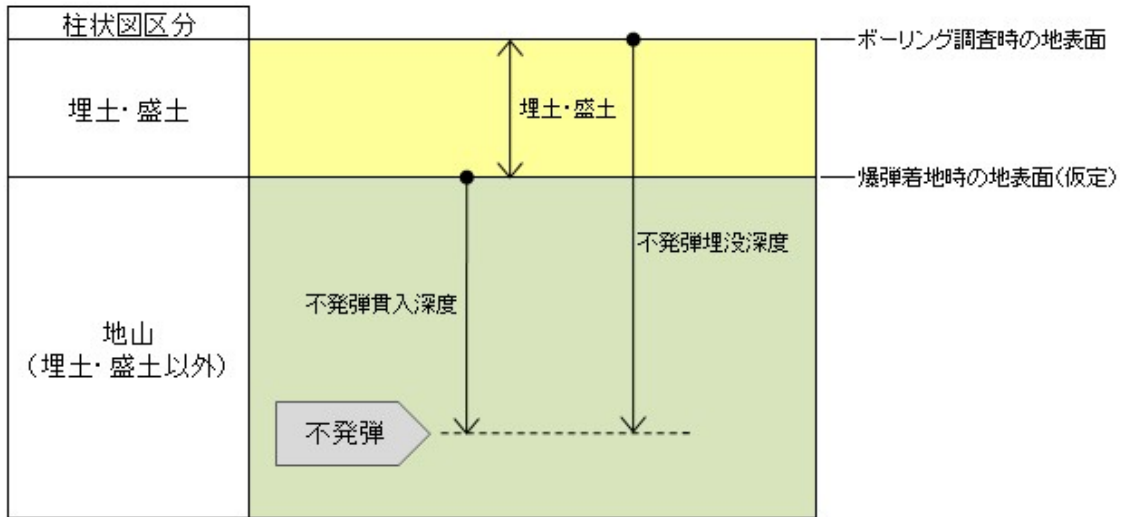 柱状図区分
ボーリング調査時の地表面
埋土・盛土
埋土・盛土
爆弾着地時の地表面(仮定)
不発弾埋没深度
不発弾貫入深度
地山
(埋土・盛土以外)
不発弾